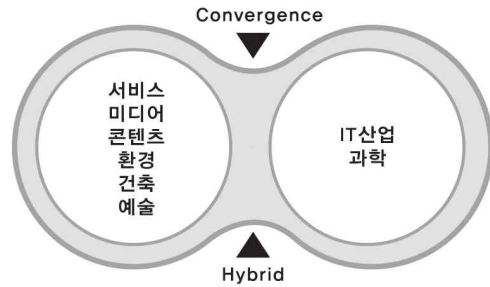 Convergence
서비스
미디어
콘텐츠
환경
건축
예술
IT산업
과학
Hybrid